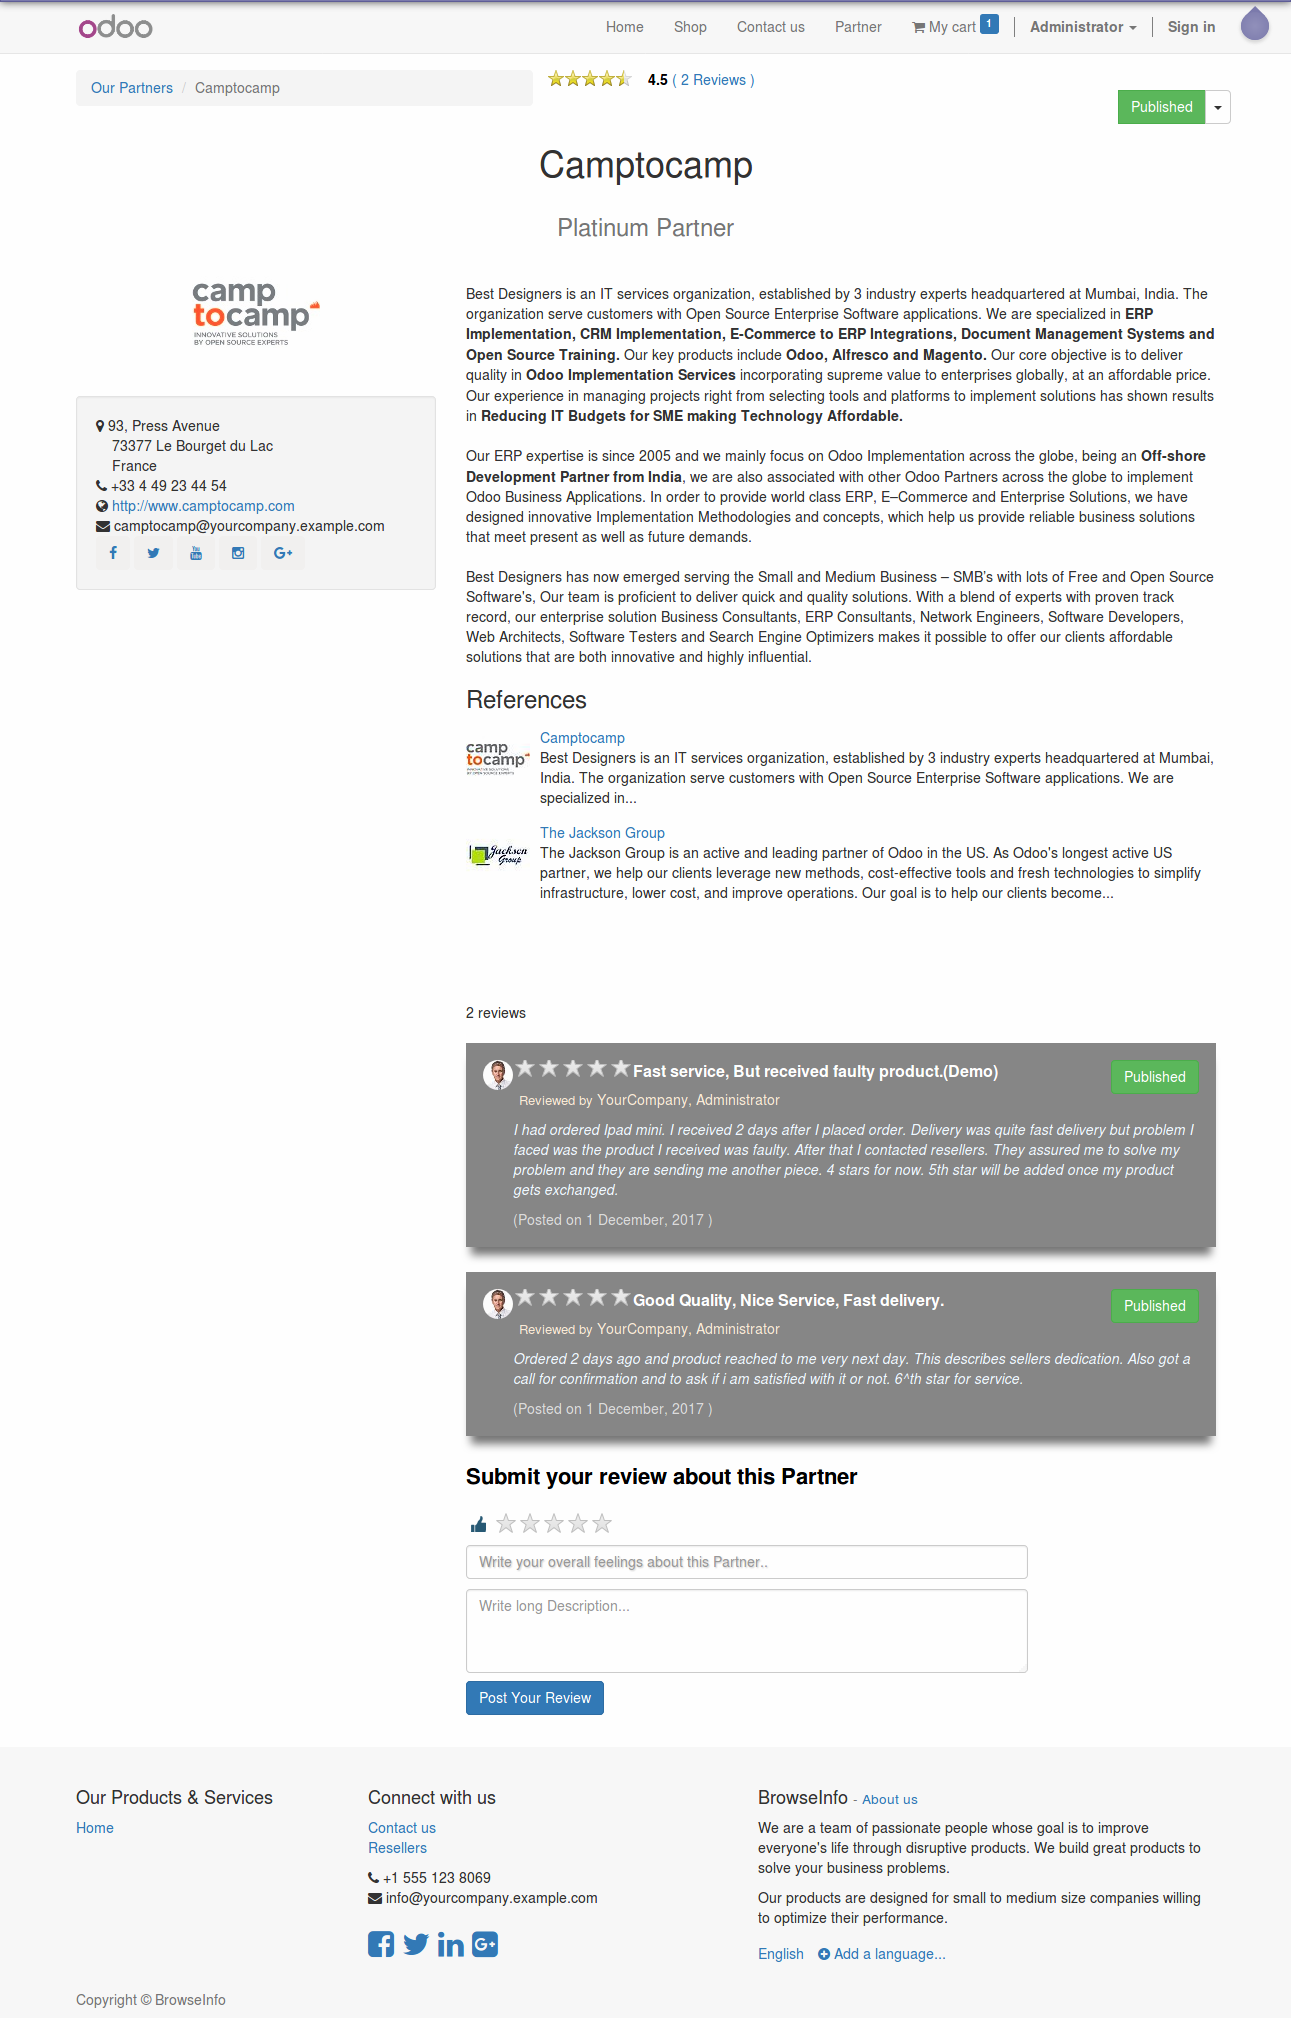 odoo
Home Shop Contact us Partner My cart 1 Administrator Sign in
Our Partners / Camptocamp
4.5 ( 2 Reviews )
Published
Camptocamp
Platinum Partner
camp
tocamp
INNOVATIVE SOLUTIONS
BY OPEN SOURCE EXPERTS
93, Press Avenue
73377 Le Bourget du Lac
France
+33 4 49 23 44 54
http://www.camptocamp.com
camptocamp@yourcompany.example.com
Best Designers is an IT services organization, established by 3 industry experts headquartered at Mumbai, India. The
organization serve customers with Open Source Enterprise Software applications. We are specialized in ERP
Implementation, CRM Implementation, E-Commerce to ERP Integrations, Document Management Systems and
Open Source Training. Our key products include Odoo, Alfresco and Magento. Our core objective is to deliver
quality in Odoo Implementation Services incorporating supreme value to enterprises globally, at an affordable price.
Our experience in managing projects right from selecting tools and platforms to implement solutions has shown results
in Reducing IT Budgets for SME making Technology Affordable.
Our ERP expertise is since 2005 and we mainly focus on Odoo Implementation across the globe, being an Off-shore
Development Partner from India, we are also associated with other Odoo Partners across the globe to implement
Odoo Business Applications. In order to provide world class ERP, E–Commerce and Enterprise Solutions, we have
designed innovative Implementation Methodologies and concepts, which help us provide reliable business solutions
that meet present as well as future demands.
Best Designers has now emerged serving the Small and Medium Business – SMB's with lots of Free and Open Source
Software's, Our team is proficient to deliver quick and quality solutions. With a blend of experts with proven track
record, our enterprise solution Business Consultants, ERP Consultants, Network Engineers, Software Developers,
Web Architects, Software Testers and Search Engine Optimizers makes it possible to offer our clients affordable
solutions that are both innovative and highly influential.
References
camp
tocamp
INNOVATIVE SOLUTIONS
BY OPEN SOURCE EXPERTS
Camptocamp
Best Designers is an IT services organization, established by 3 industry experts headquartered at Mumbai,
India. The organization serve customers with Open Source Enterprise Software applications. We are
specialized in...
Jackson
Group
The Jackson Group
The Jackson Group is an active and leading partner of Odoo in the US. As Odoo's longest active US
partner, we help our clients leverage new methods, cost-effective tools and fresh technologies to simplify
infrastructure, lower cost, and improve operations. Our goal is to help our clients become...
2 reviews
Fast service, But received faulty product.(Demo)
Published
Reviewed by YourCompany, Administrator
I had ordered Ipad mini. I received 2 days after I placed order. Delivery was quite fast delivery but problem I
faced was the product I received was faulty. After that I contacted resellers. They assured me to solve my
problem and they are sending me another piece. 4 stars for now. 5th star will be added once my product
gets exchanged.
(Posted on 1 December, 2017 )
Good Quality, Nice Service, Fast delivery.
Published
Reviewed by YourCompany, Administrator
Ordered 2 days ago and product reached to me very next day. This describes sellers dedication. Also got a
call for confirmation and to ask if i am satisfied with it or not. 6^th star for service.
(Posted on 1 December, 2017 )
Submit your review about this Partner
Write your overall feelings about this Partner..
Write long Description...
Post Your Review
Our Products & Services
Home
Connect with us
Contact us
Resellers
+1 555 123 8069
info@yourcompany.example.com
BrowseInfo - About us
We are a team of passionate people whose goal is to improve
everyone's life through disruptive products. We build great products to
solve your business problems.
Our products are designed for small to medium size companies willing
to optimize their performance.
English Add a language...
Copyright © BrowseInfo